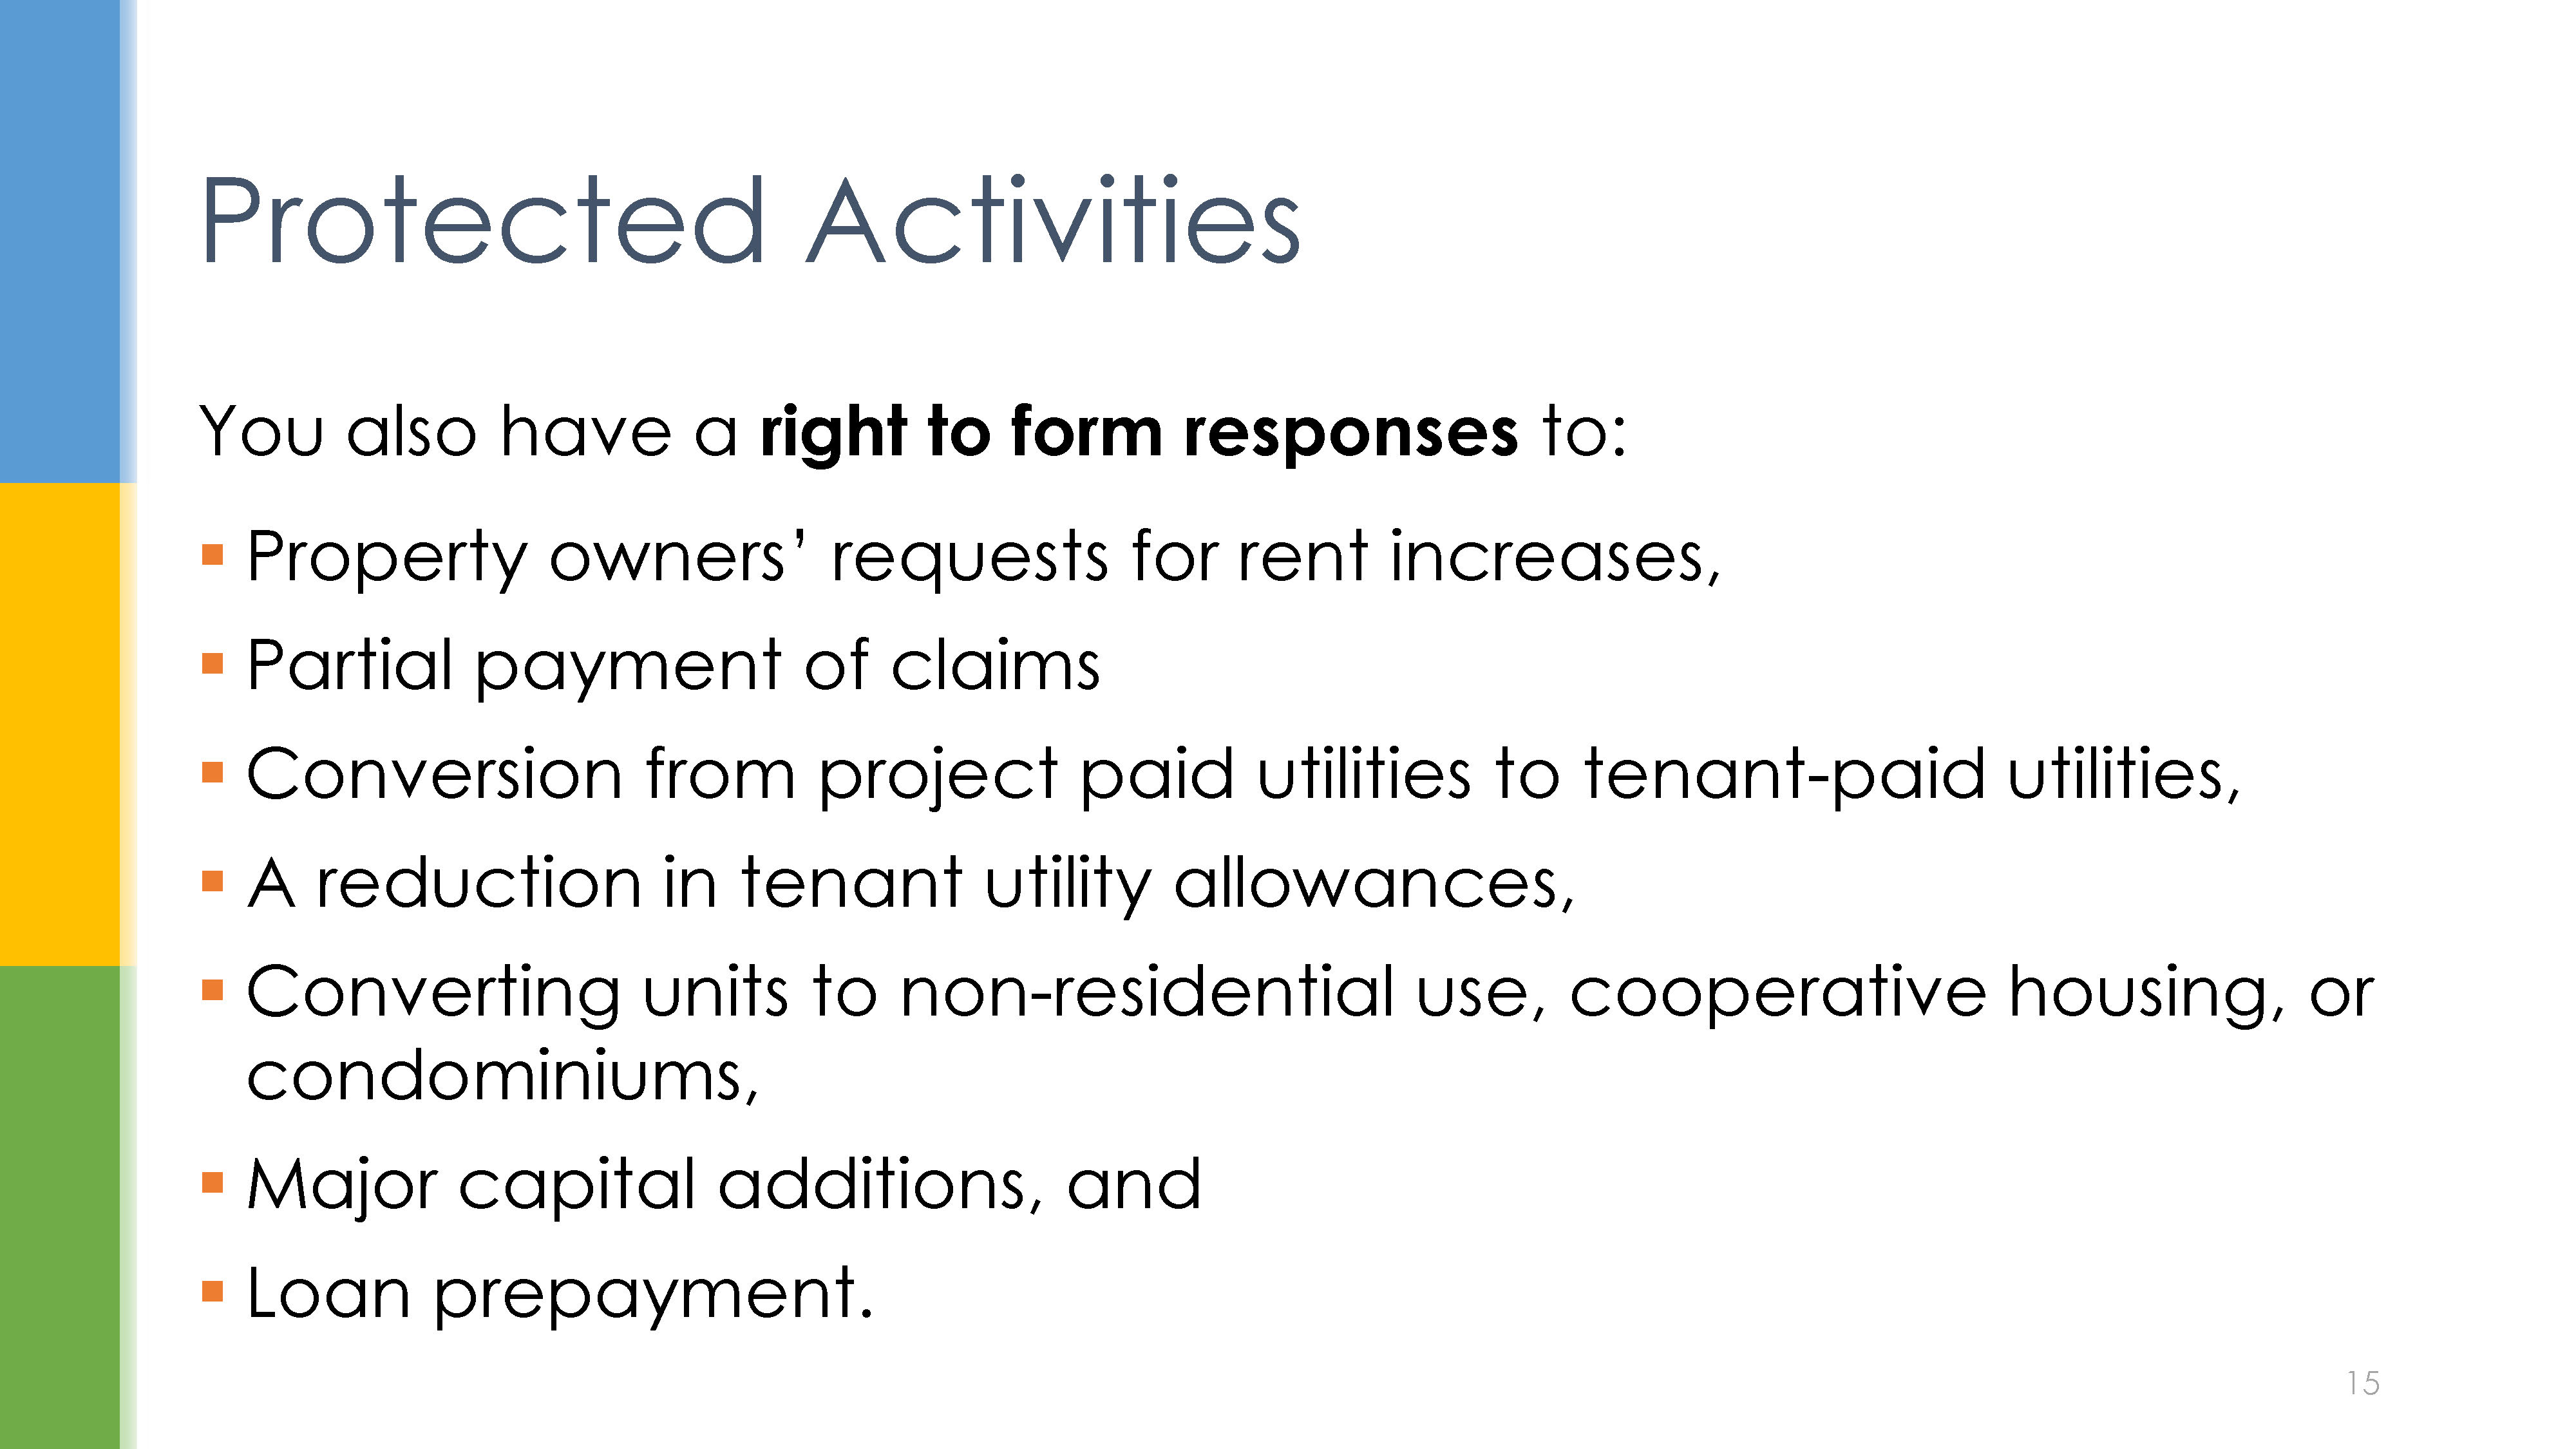 Protected Activities
You also have a right to form responses to:
▪ Property owners’ requests for rent increases,
▪ Partial payment of claims
▪ Conversion from project paid utilities to tenant-paid utilities,
▪ A reduction in tenant utility allowances,
▪ Converting units to non-residential use, cooperative housing, or
condominiums,
▪ Major capital additions, and
▪ Loan prepayment.
15